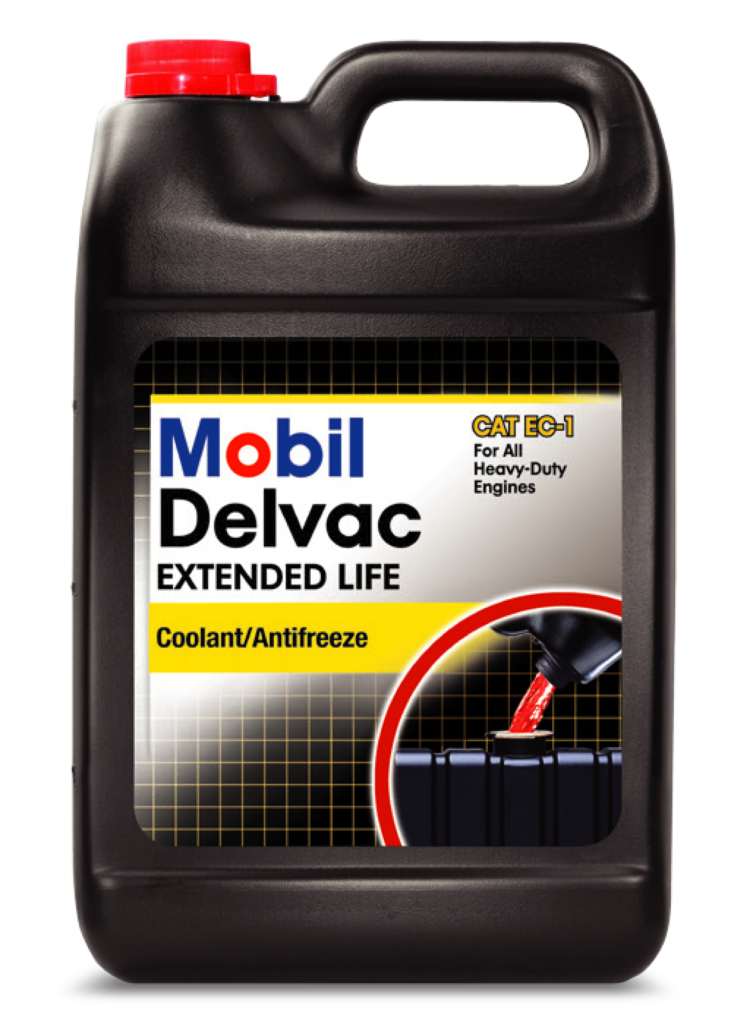 Mobil
Delvac
EXTENDED LIFE
CAT EC-1
For All
Heavy-Duty
Engines
Coolant/Antifreeze